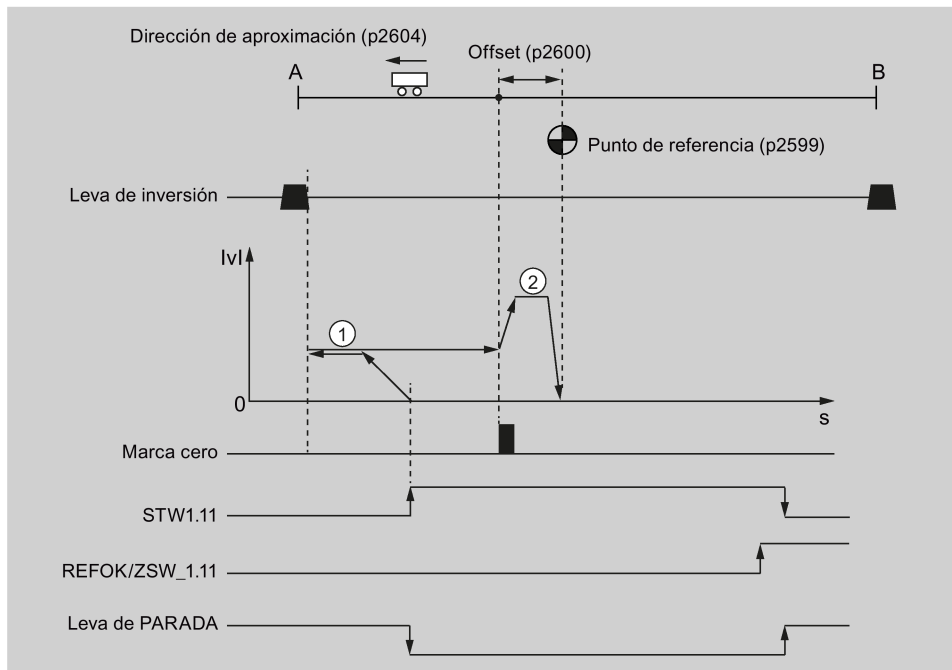 Dirección de aproximación (p2604)
Offset (p2600)
A
B
Punto de referencia (p2599)
Leva de inversión
IvI
2
1
0
s
Marca cero
STW1.11
REFOK/ZSW_1.11
Leva de PARADA